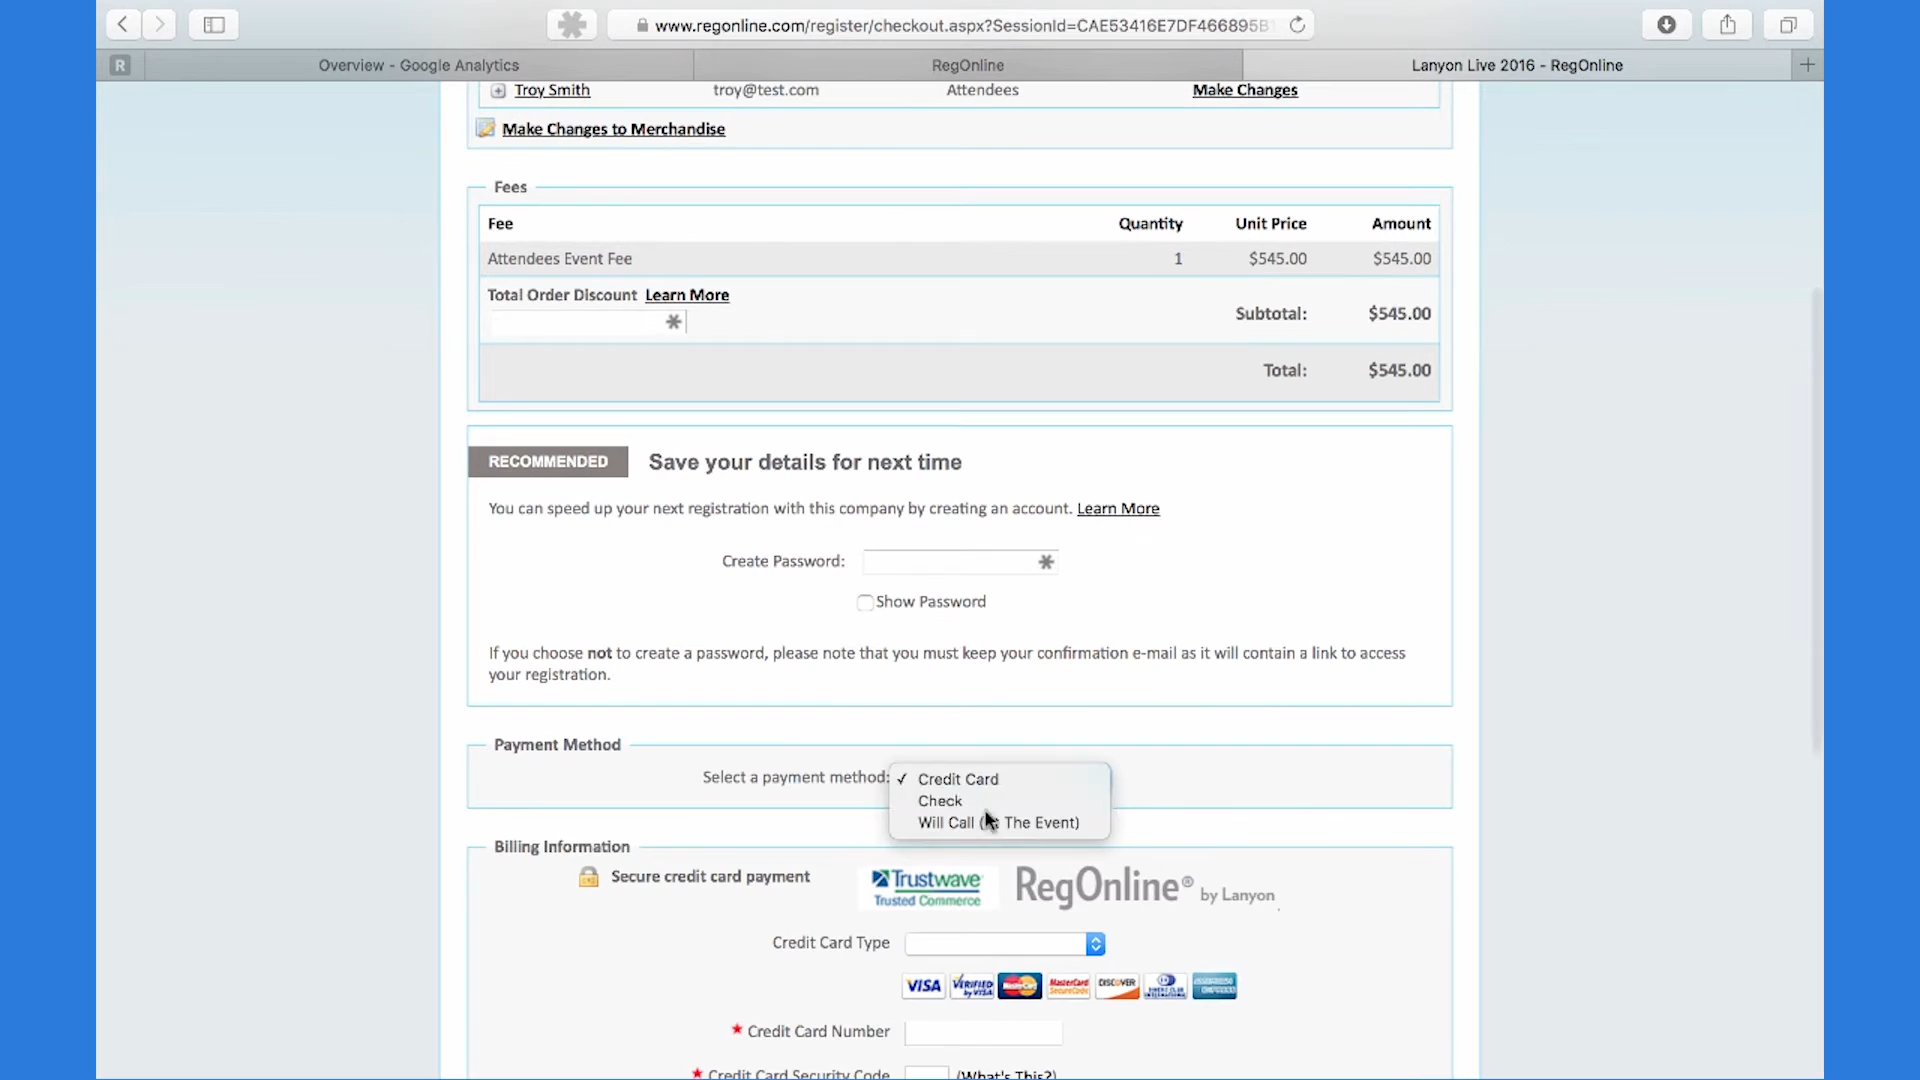 www.regonline.com/register/checkout.aspx?SessionId=CAE53416E7DF466895B
R
Overview - Google Analytics
RegOnline
Lanyon Live 2016 - RegOnline
Troy Smith troy@test.com Attendees Make Changes
Make Changes to Merchandise
Fees
Fee Quantity Unit Price Amount
Attendees Event Fee 1 $545.00 $545.00
Total Order Discount Learn More
Subtotal: $545.00
Total: $545.00
RECOMMENDED Save your details for next time
You can speed up your next registration with this company by creating an account. Learn More
Create Password:
Show Password
If you choose not to create a password, please note that you must keep your confirmation e-mail as it will contain a link to access
your registration.
Payment Method
Select a payment method:
✓ Credit Card
Check
Will Call ( The Event)
Billing Information
Secure credit card payment
Trustwave
Trusted Commerce
RegOnline® by Lanyon
Credit Card Type
VISA VERIFIED by VISA MasterCard MasterCard SecureCode DISCOVER
* Credit Card Number
* Credit Card Security Code (What's This?)